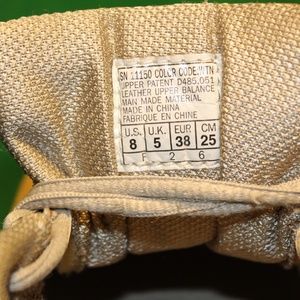 SN 11150 COLOR CODE:WTN
UPPER PATENT D485,051
LEATHER UPPER BALANCE
MAN MADE MATERIAL
MADE IN CHINA
FABRIQUE EN CHINE
U.S. U.K. EUR CM
8 5 38 25
F 2 6